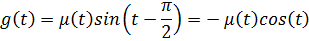 g(t) = μ(t)sin(t − π/2) = − μ(t)cos(t)